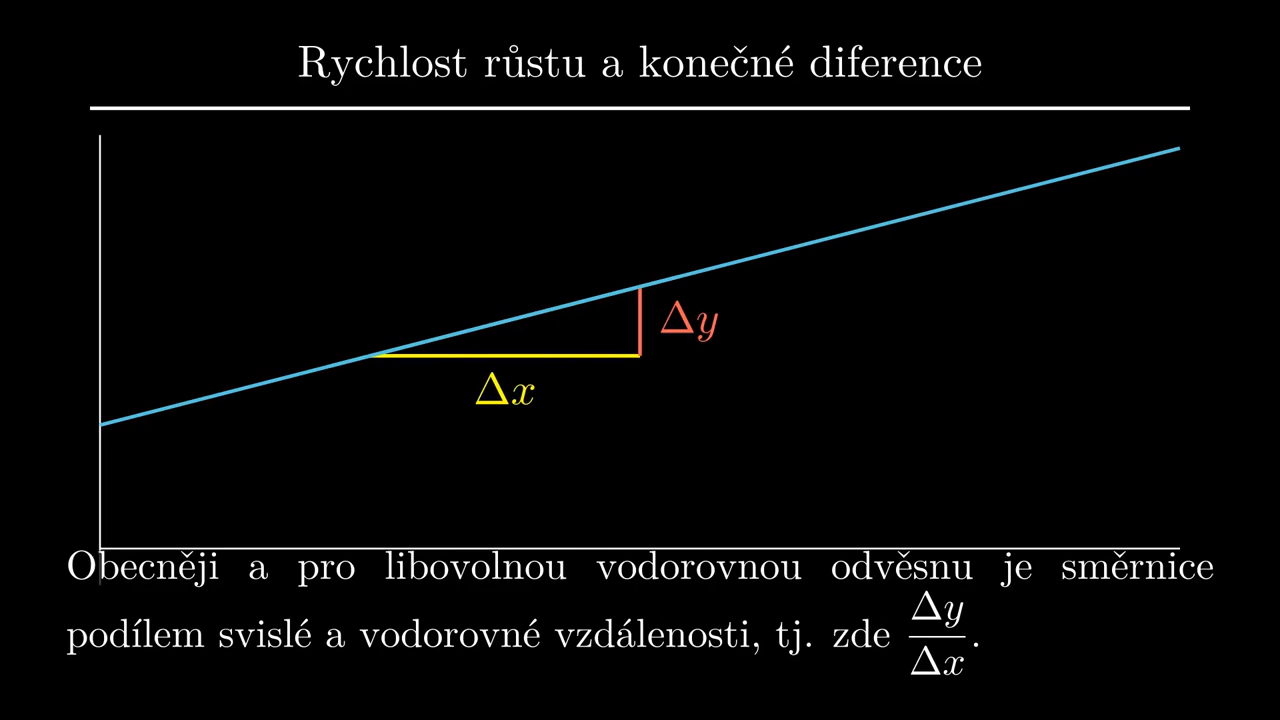 Rychlost růstu a konečné diference
Δy
Δx
Obecněji a pro libovolnou vodorovnou odvěsnu je směrnice
podílem svislé a vodorovné vzdálenosti, tj. zde Δy/Δx.